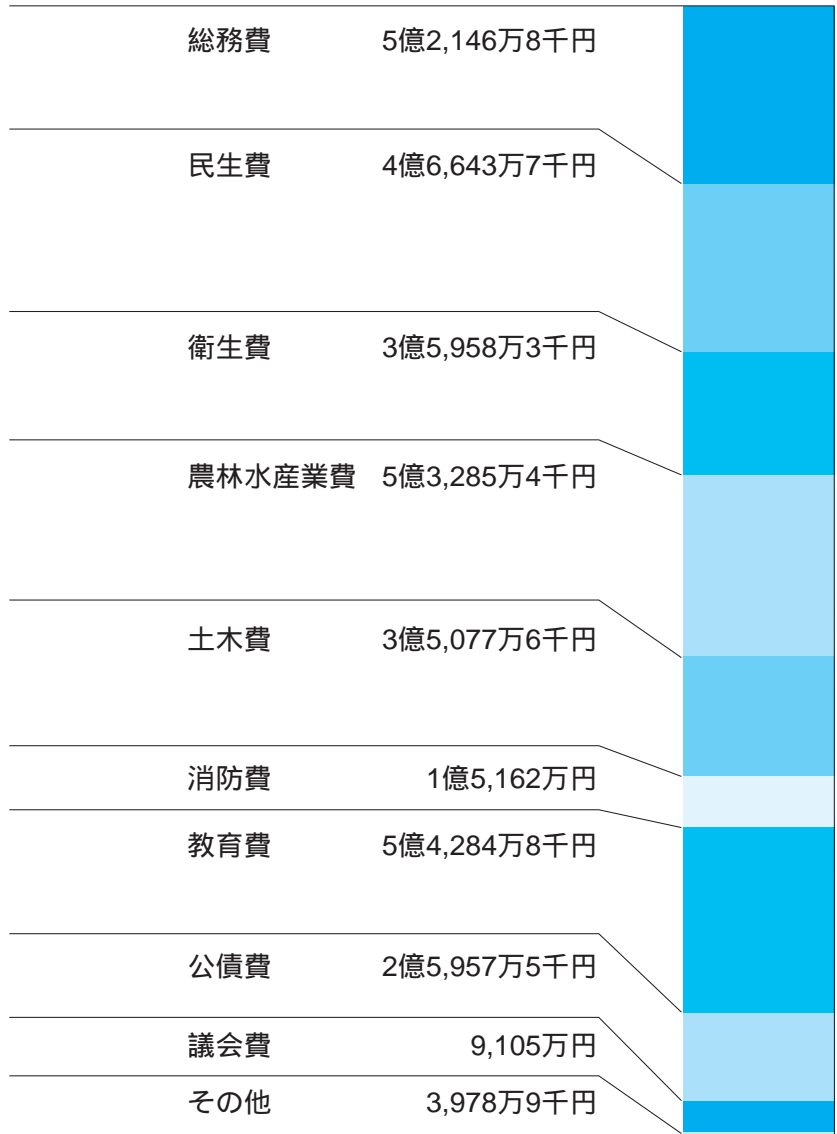 総務費 5億2,146万8千円
民生費 4億6,643万7千円
衛生費 3億5,958万3千円
農林水産業費 5億3,285万4千円
土木費 3億5,077万6千円
消防費 1億5,162万円
教育費 5億4,284万8千円
公債費 2億5,957万5千円
議会費 9,105万円
その他 3,978万9千円